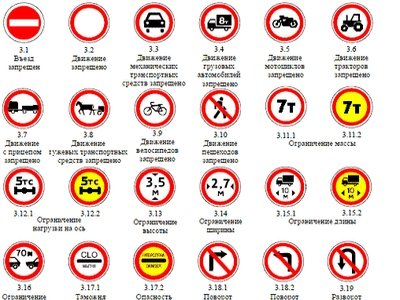 3.1 3.2 3.3 3.4 3.5 3.6
8т
Въезд запрещен
Движение запрещено
Движение механических транспортных средств запрещено
Движение грузовых автомобилей запрещено
Движение мотоциклов запрещено
Движение тракторов запрещено
7т 7т
3.7 3.8 3.9 3.10 3.11.1 3.11.2
Движение с прицепом запрещено
Движение гужевых транспортных средств запрещено
Движение велосипедов запрещено
Движение пешеходов запрещено
Ограничение массы
5тс 5тс 3,5 м 2,7 м 10 м 10 м
3.12.1 3.12.2 3.13 3.14 3.15.1 3.15.2
Ограничение нагрузки на ось
Ограничение высоты
Ограничение ширины
Ограничение длины
70м
3.16 3.17.1 3.17.2 3.18.1 3.18.2 3.19
Ограничение Таможня Опасность Поворот Поворот Разворот